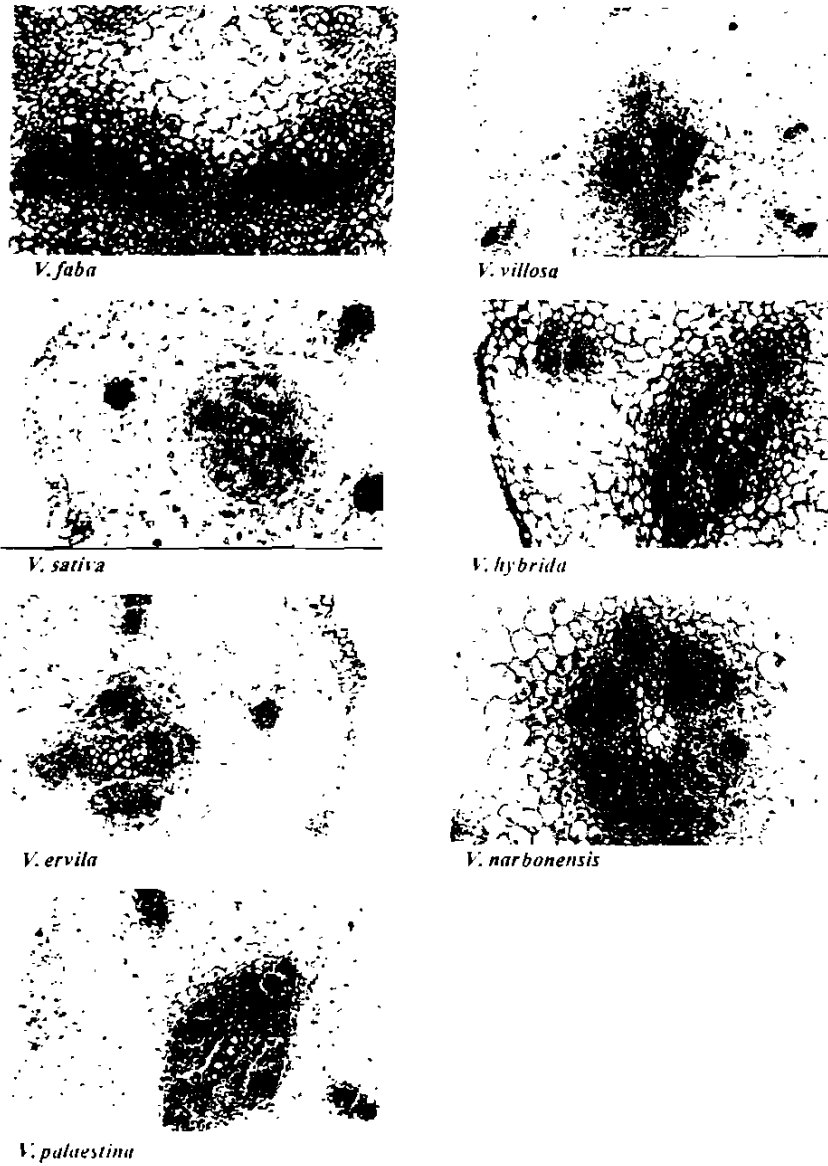 V. faba
V. villosa
V. sativa
V. hybrida
V. ervila
V. narbonensis
V. palaestina